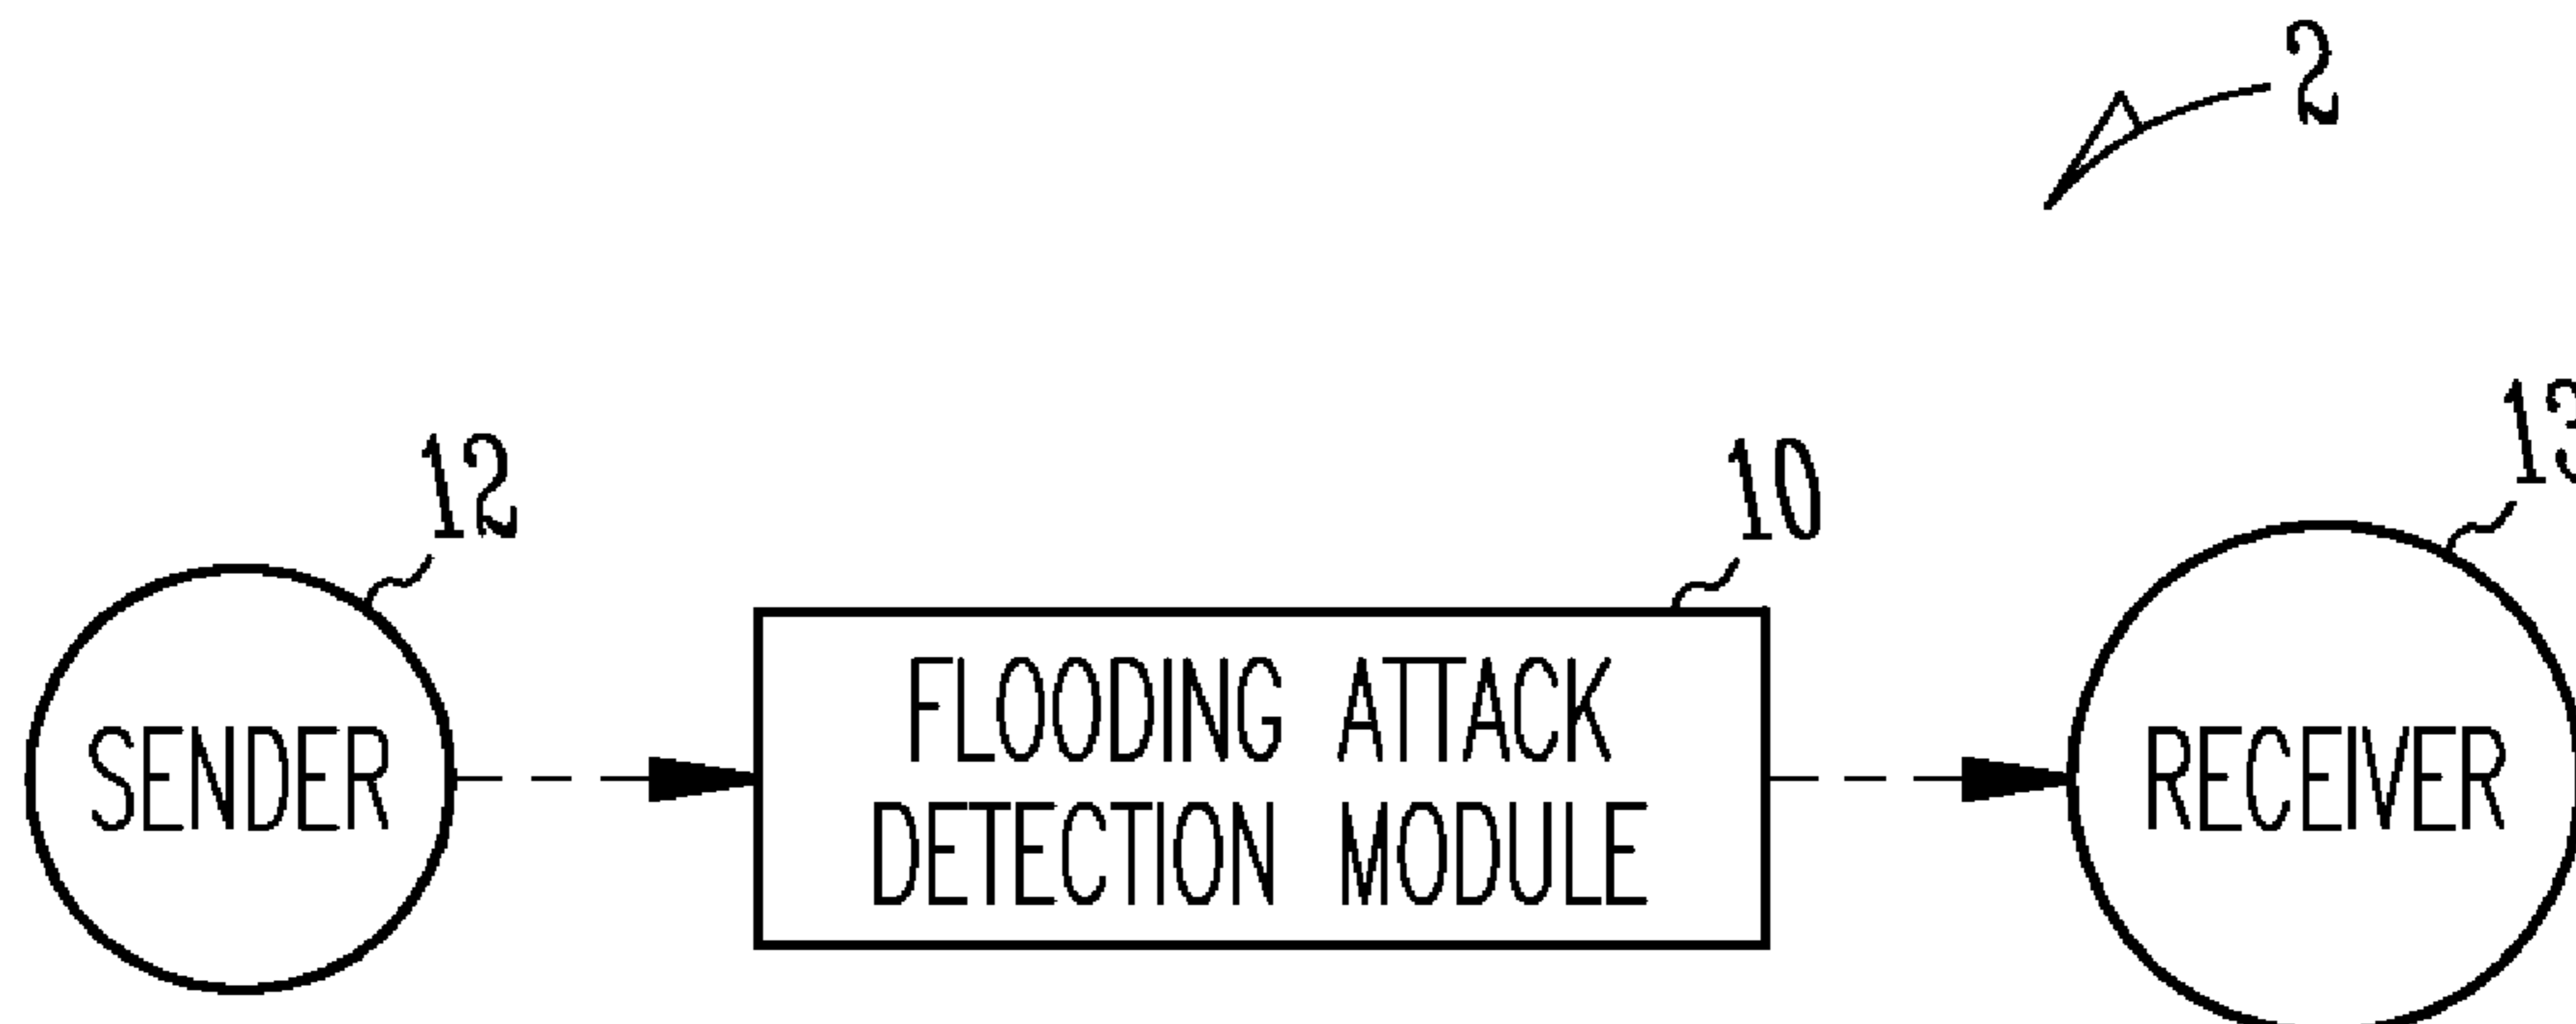 2
12
10
13
SENDER
FLOODING ATTACK
DETECTION MODULE
RECEIVER